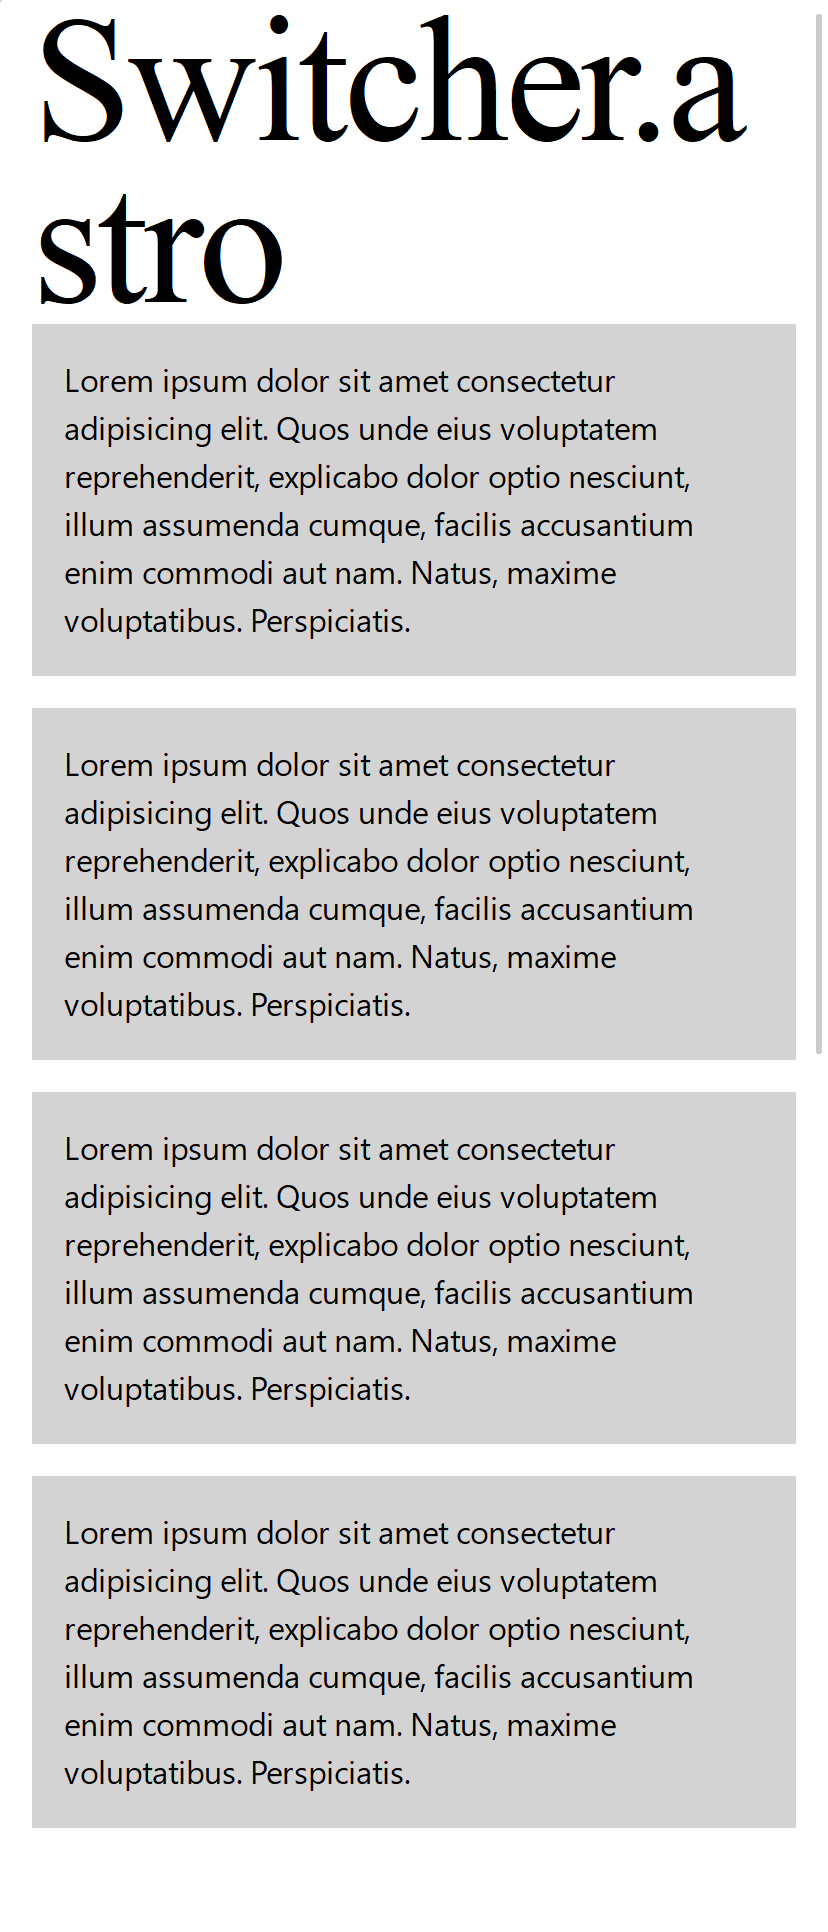 Switcher.a
stro
Lorem ipsum dolor sit amet consectetur
adipisicing elit. Quos unde eius voluptatem
reprehenderit, explicabo dolor optio nesciunt,
illum assumenda cumque, facilis accusantium
enim commodi aut nam. Natus, maxime
voluptatibus. Perspiciatis.
Lorem ipsum dolor sit amet consectetur
adipisicing elit. Quos unde eius voluptatem
reprehenderit, explicabo dolor optio nesciunt,
illum assumenda cumque, facilis accusantium
enim commodi aut nam. Natus, maxime
voluptatibus. Perspiciatis.
Lorem ipsum dolor sit amet consectetur
adipisicing elit. Quos unde eius voluptatem
reprehenderit, explicabo dolor optio nesciunt,
illum assumenda cumque, facilis accusantium
enim commodi aut nam. Natus, maxime
voluptatibus. Perspiciatis.
Lorem ipsum dolor sit amet consectetur
adipisicing elit. Quos unde eius voluptatem
reprehenderit, explicabo dolor optio nesciunt,
illum assumenda cumque, facilis accusantium
enim commodi aut nam. Natus, maxime
voluptatibus. Perspiciatis.